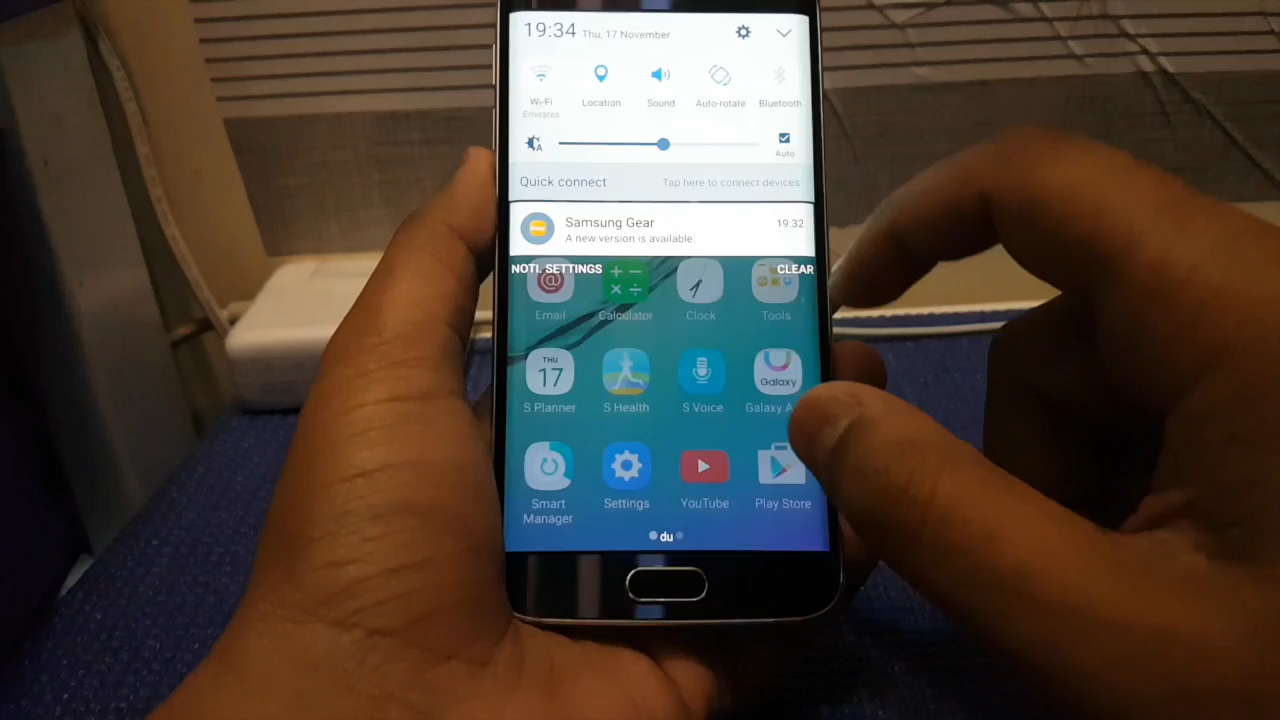 19:34 Thu, 17 November
Wi-Fi Location Sound Auto-rotate Bluetooth
Emirates
A Auto
Quick connect Tap here to connect devices
Samsung Gear 19:32
A new version is available.
NOTI. SETTINGS CLEAR
Email Calculator Clock Tools
THU
17 Galaxy
S Planner S Health S Voice Galaxy A
Smart Settings YouTube Play Store
Manager
du